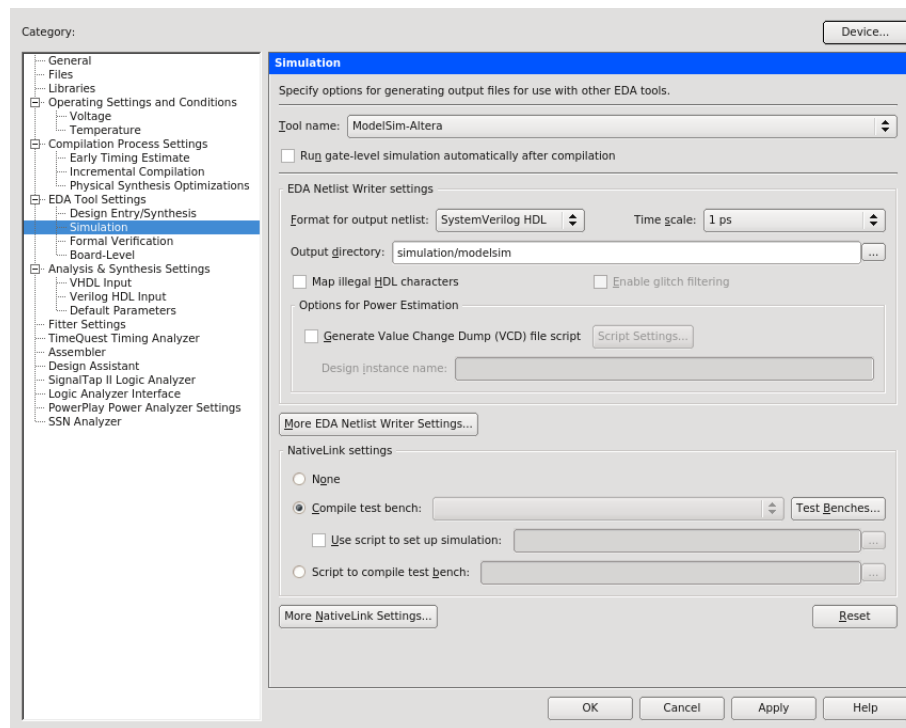 Category:
Device...
General
Files
Libraries
Operating Settings and Conditions
Voltage
Temperature
Compilation Process Settings
Early Timing Estimate
Incremental Compilation
Physical Synthesis Optimizations
EDA Tool Settings
Design Entry/Synthesis
Simulation
Formal Verification
Board-Level
Analysis & Synthesis Settings
VHDL Input
Verilog HDL Input
Default Parameters
Fitter Settings
TimeQuest Timing Analyzer
Assembler
Design Assistant
SignalTap II Logic Analyzer
Logic Analyzer Interface
PowerPlay Power Analyzer Settings
SSN Analyzer
Simulation
Specify options for generating output files for use with other EDA tools.
Tool name: ModelSim-Altera
Run gate-level simulation automatically after compilation
EDA Netlist Writer settings
Format for output netlist: SystemVerilog HDL Time scale: 1 ps
Output directory: simulation/modelsim ...
Map illegal HDL characters Enable glitch filtering
Options for Power Estimation
Generate Value Change Dump (VCD) file script Script Settings...
Design instance name:
More EDA Netlist Writer Settings...
NativeLink settings
None
Compile test bench: Test Benches...
Use script to set up simulation: ...
Script to compile test bench: ...
More NativeLink Settings... Reset
OK Cancel Apply Help